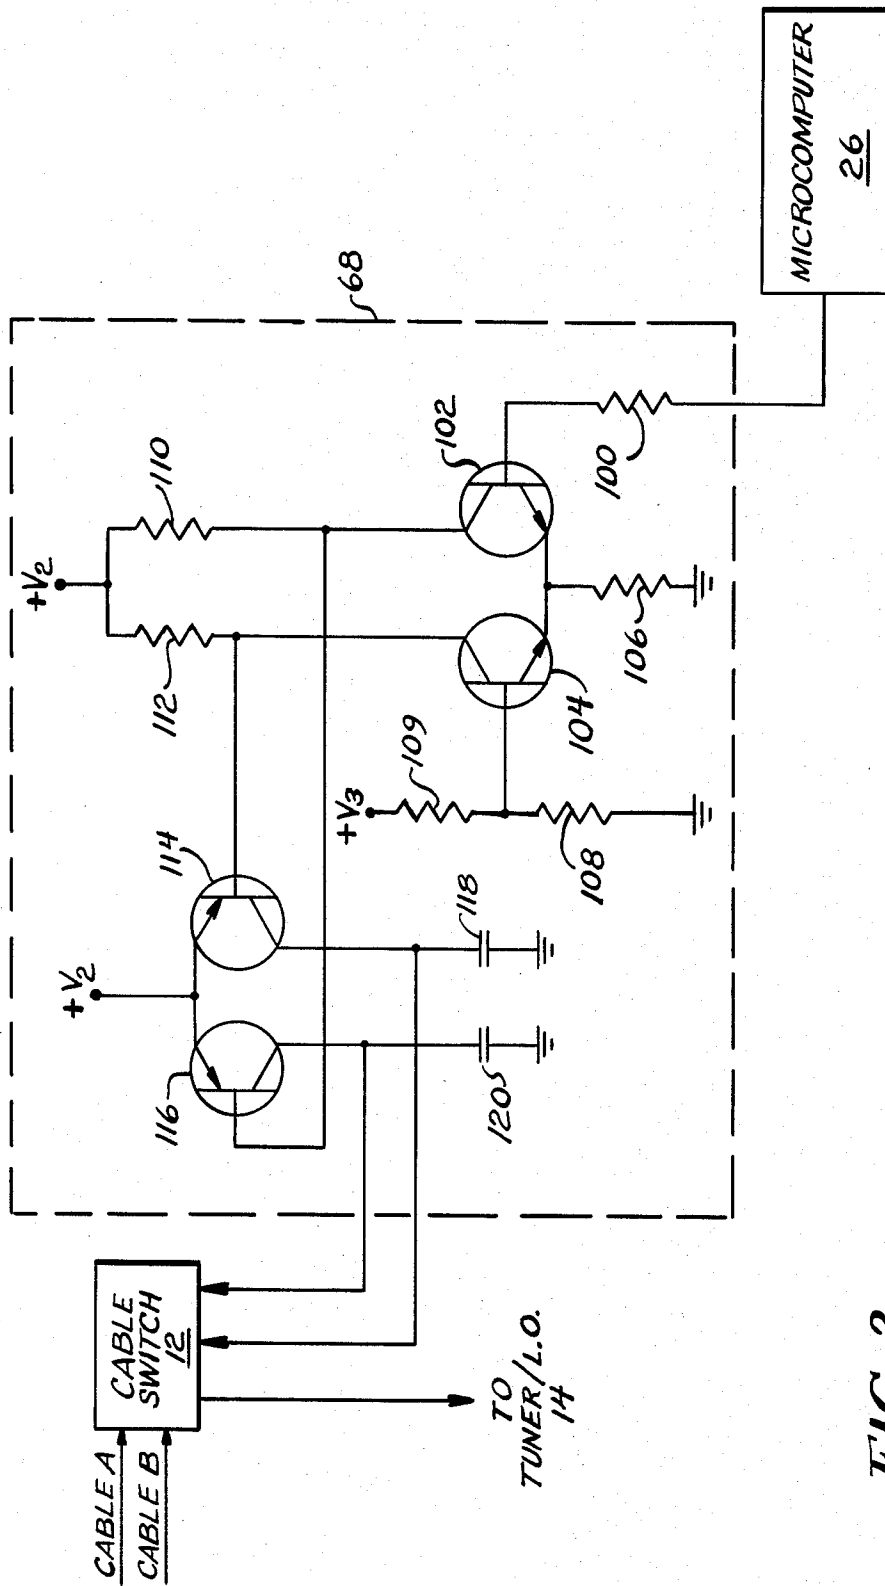 CABLE A
CABLE B
CABLE
SWITCH
12
TO
TUNER/L.O.
14
+V2
116
114
120
118
+V3
109
108
+V2
112
110
104
102
106
100
68
MICROCOMPUTER
26